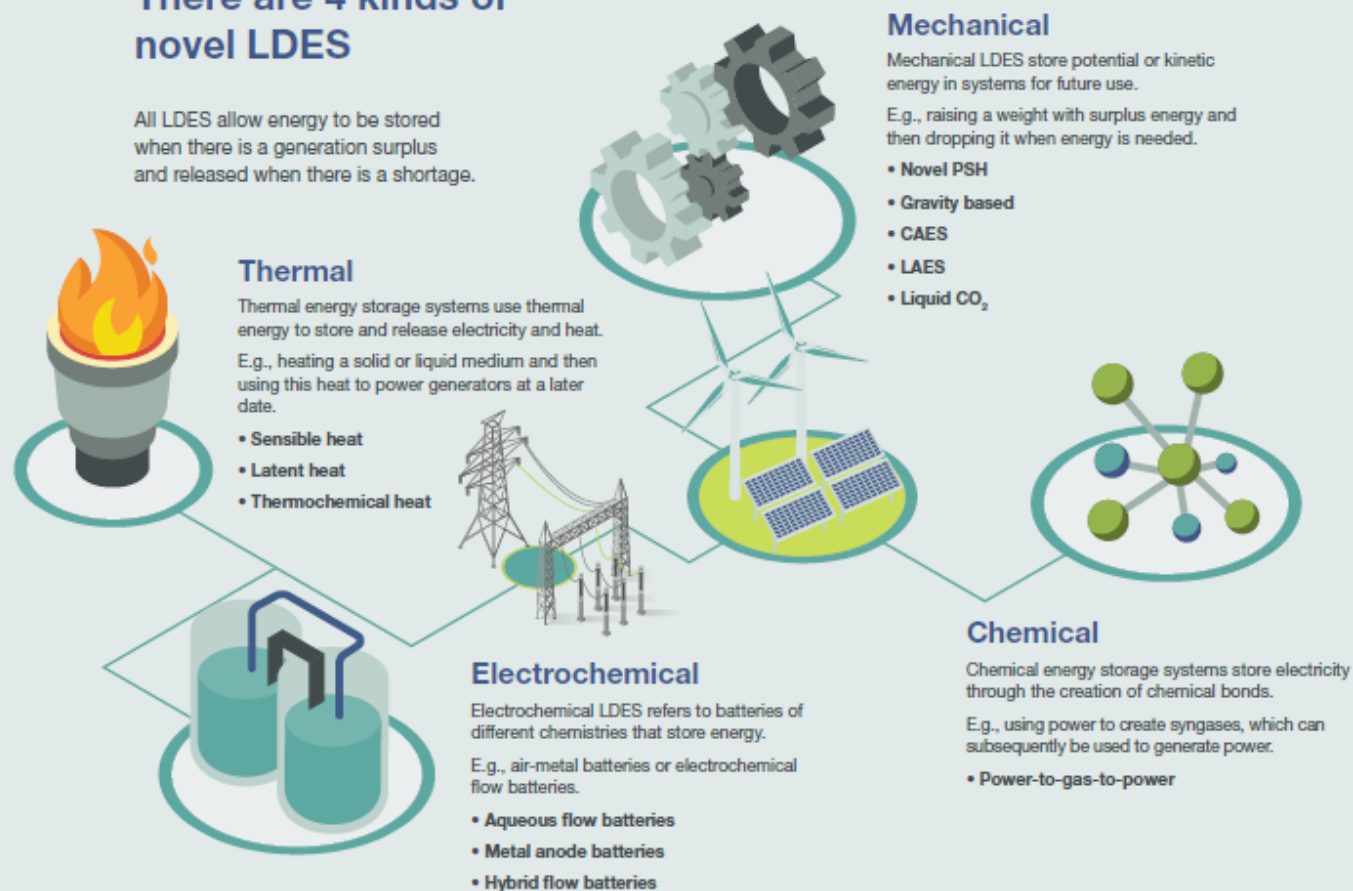 There are 4 kinds of
novel LDES
All LDES allow energy to be stored
when there is a generation surplus
and released when there is a shortage.
Mechanical
Mechanical LDES store potential or kinetic
energy in systems for future use.
E.g., raising a weight with surplus energy and
then dropping it when energy is needed.
• Novel PSH
• Gravity based
• CAES
• LAES
• Liquid CO₂
Thermal
Thermal energy storage systems use thermal
energy to store and release electricity and heat.
E.g., heating a solid or liquid medium and then
using this heat to power generators at a later
date.
• Sensible heat
• Latent heat
• Thermochemical heat
Electrochemical
Electrochemical LDES refers to batteries of
different chemistries that store energy.
E.g., air-metal batteries or electrochemical
flow batteries.
• Aqueous flow batteries
• Metal anode batteries
• Hybrid flow batteries
Chemical
Chemical energy storage systems store electricity
through the creation of chemical bonds.
E.g., using power to create syngases, which can
subsequently be used to generate power.
• Power-to-gas-to-power